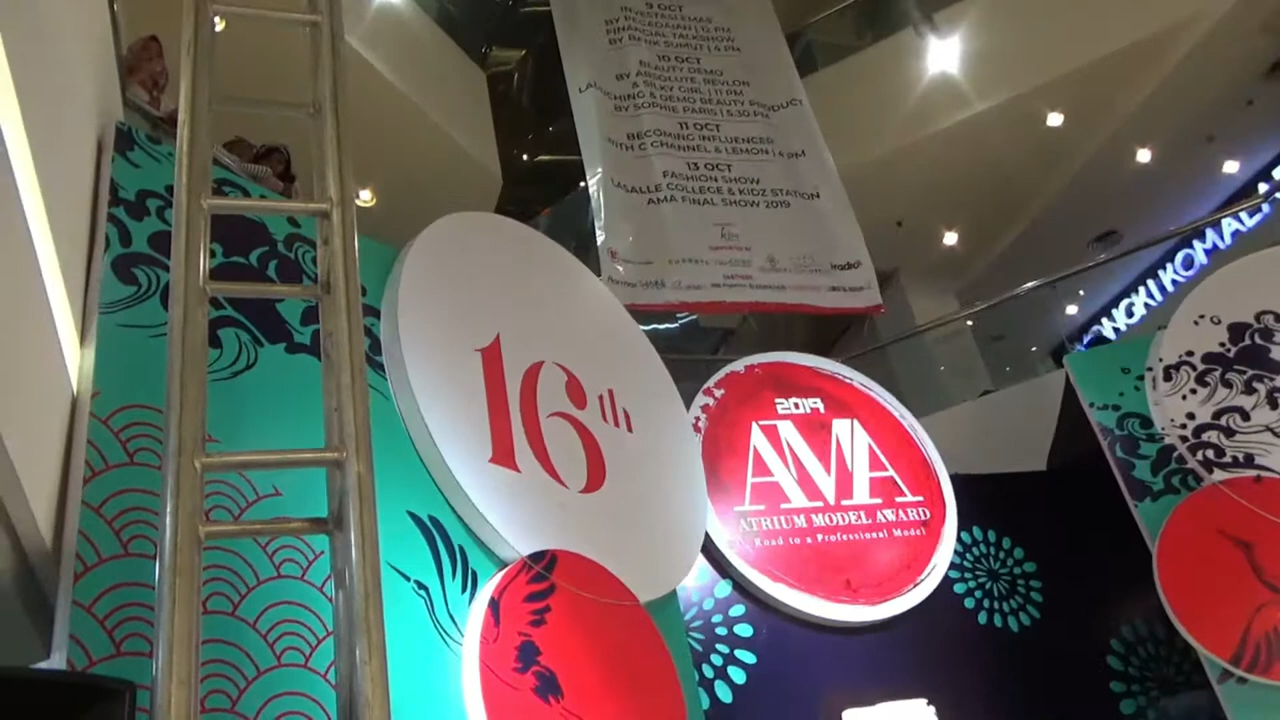 9 OCT
INVESTASI EMAS
BY PEGADAIAN | 12 PM
FINANCIAL TALKSHOW
BY BANK SUMUT | 4 PM
10 OCT
BEAUTY DEMO
BY ABSOLUTE, REVLON
& SILKY GIRL | 11 PM
LAUNCHING & DEMO BEAUTY PRODUCT
BY SOPHIE PARIS | 5.30 PM
11 OCT
BECOMING INFLUENCER
WITH C CHANNEL & LEMON | 4 PM
13 OCT
FASHION SHOW
LASALLE COLLEGE & KIDZ STATION
AMA FINAL SHOW 2019
16th
2019
AMA
ATRIUM MODEL AWARD
Road to a Professional Model
ONGKI KOMALA